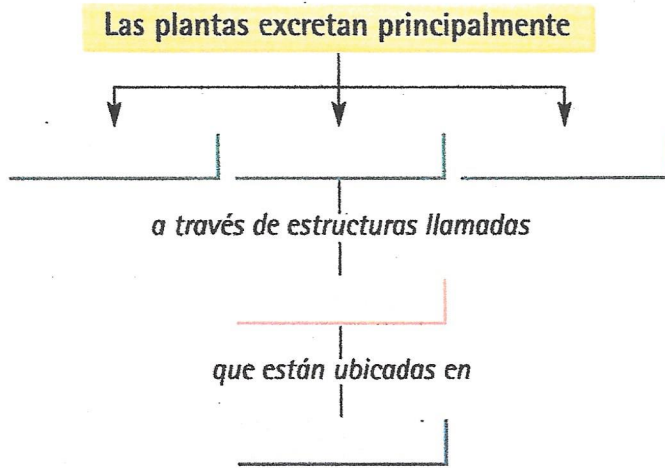 Las plantas excretan principalmente
a través de estructuras llamadas
que están ubicadas en